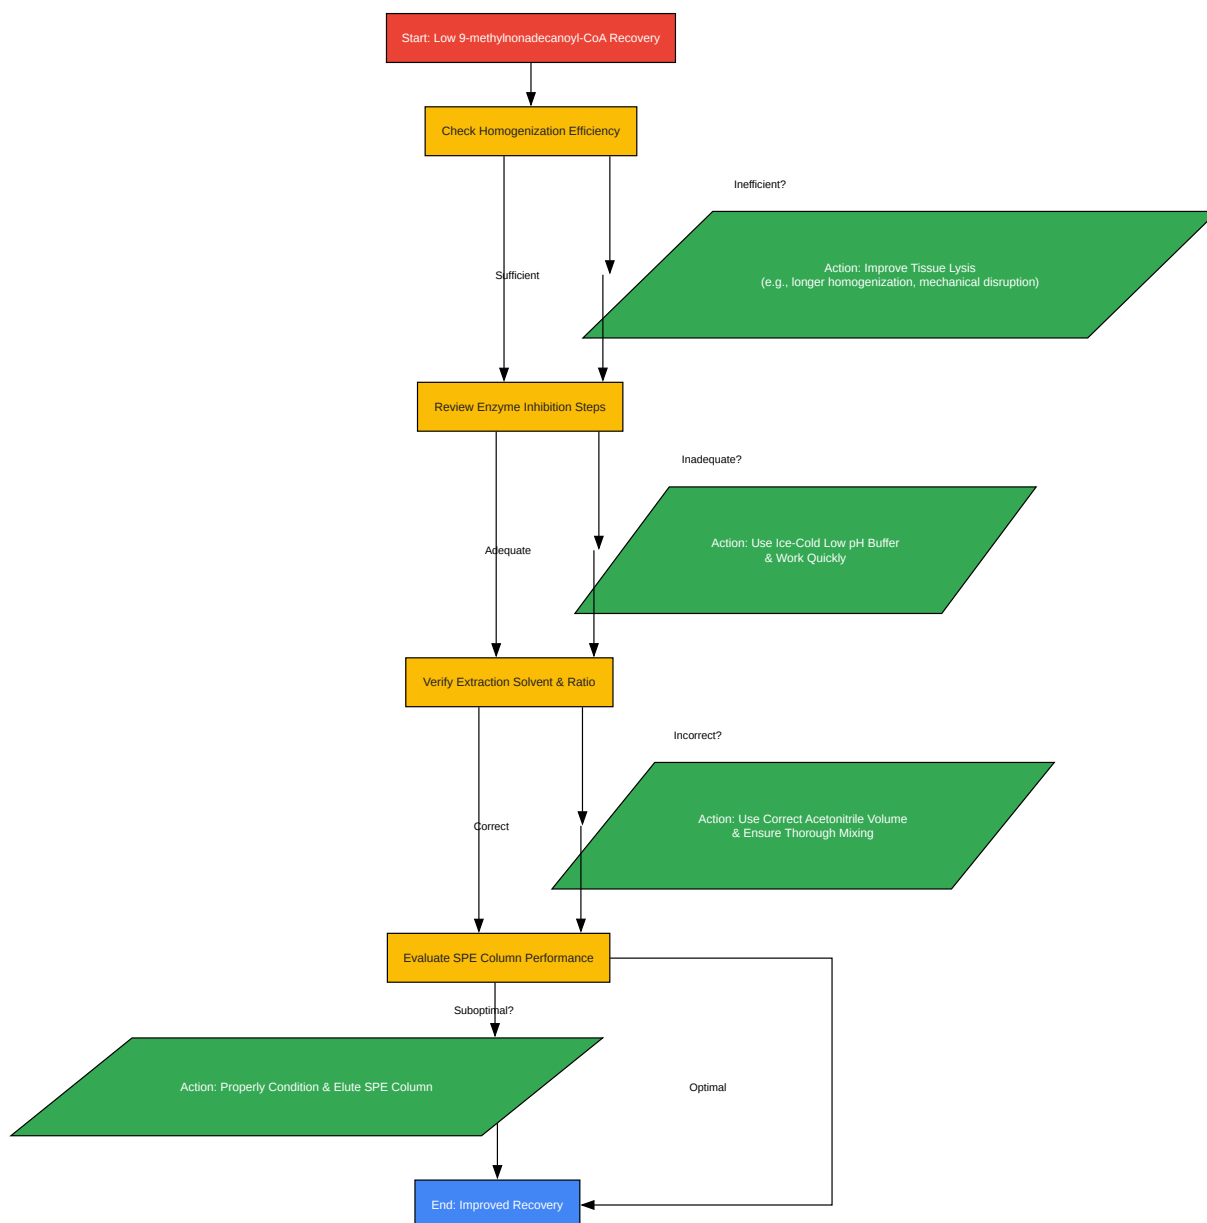 Start: Low 9-methylnonadecanoyl-CoA Recovery
Check Homogenization Efficiency
Inefficient?
Action: Improve Tissue Lysis
(e.g., longer homogenization, mechanical disruption)
Sufficient
Review Enzyme Inhibition Steps
Inadequate?
Action: Use Ice-Cold Low pH Buffer
& Work Quickly
Adequate
Verify Extraction Solvent & Ratio
Incorrect?
Action: Use Correct Acetonitrile Volume
& Ensure Thorough Mixing
Correct
Evaluate SPE Column Performance
Suboptimal?
Action: Properly Condition & Elute SPE Column
Optimal
End: Improved Recovery